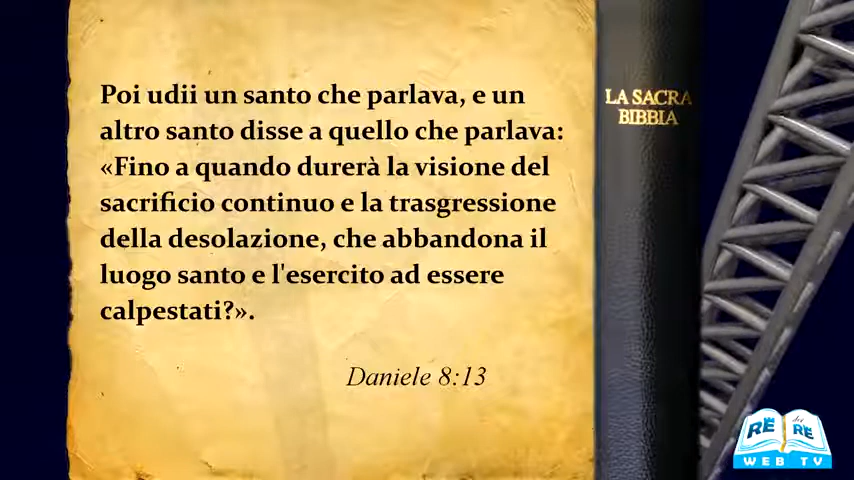 Poi udii un santo che parlava, e un
altro santo disse a quello che parlava:
«Fino a quando durerà la visione del
sacrificio continuo e la trasgressione
della desolazione, che abbandona il
luogo santo e l'esercito ad essere
calpestati?».
Daniele 8:13
LA SACRA
BIBBIA
RE dei RE
WEB TV